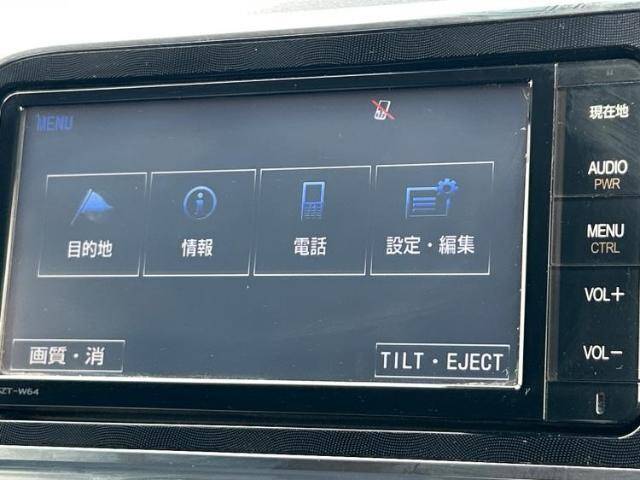 MENU
目的地
情報
電話
設定・編集
画質・消
TILT・EJECT
SZT-W64
現在地
AUDIO
PWR
MENU
CTRL
VOL+
VOL−